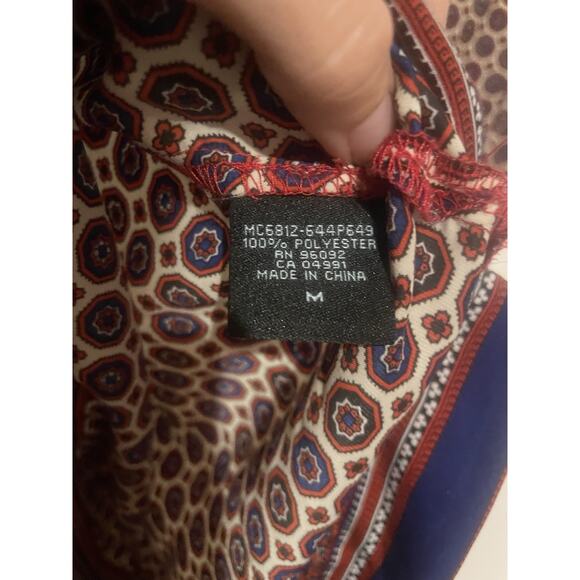 MC6812-644P649
100% POLYESTER
RN 96092
CA 04991
MADE IN CHINA
M